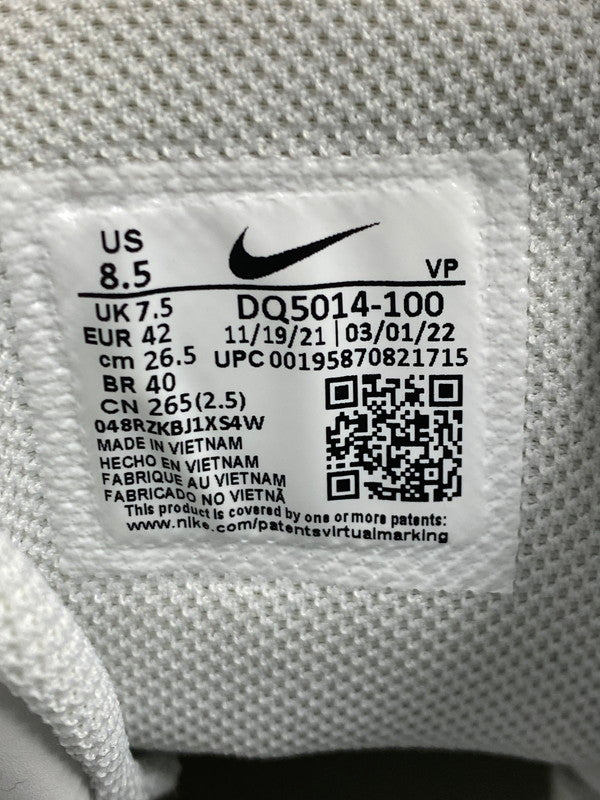 US
8.5
VP
UK 7.5
DQ5014-100
EUR 42
11/19/21 | 03/01/22
cm 26.5
UPC 00195870821715
BR 40
CN 265(2.5)
048RZKBJ1XS4W
MADE IN VIETNAM
HECHO EN VIETNAM
FABRIQUE AU VIETNAM
FABRICADO NO VIETNÃ
This product is covered by one or more patents:
www.nike.com/patentsvirtualmarking